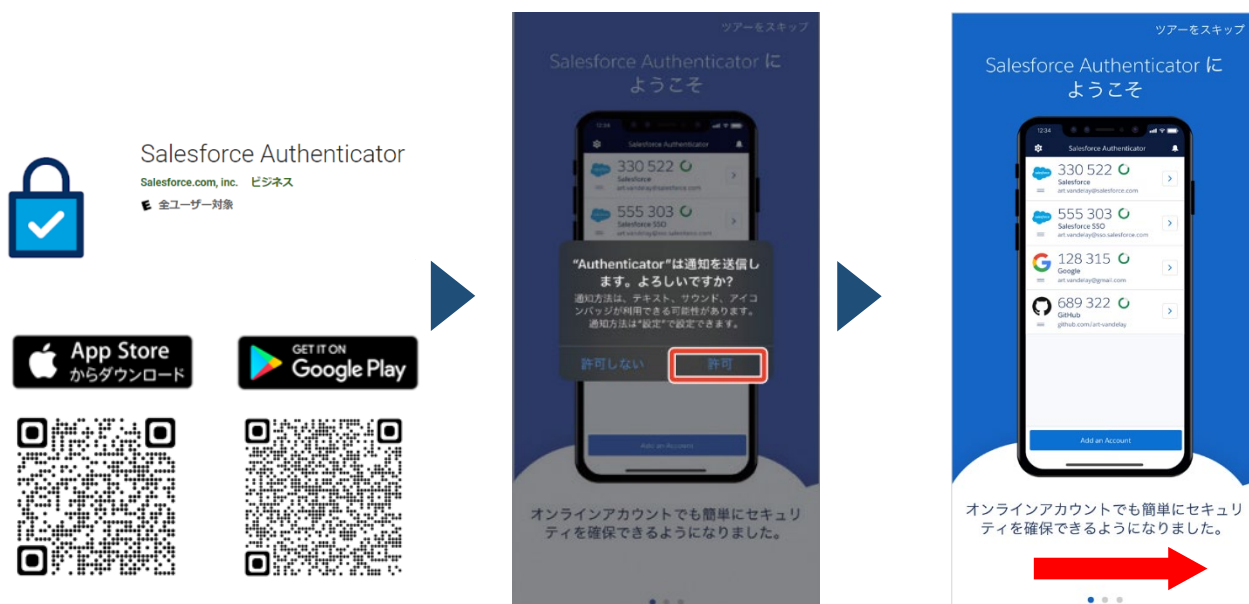 Salesforce Authenticator
Salesforce.com, inc. ビジネス
E 全ユーザー対象
App Store
からダウンロード
GET IT ON
Google Play
ツアーをスキップ
Salesforce Authenticator に
ようこそ
12:34
Salesforce Authenticator
330 522
Salesforce
art.vandelay@salesforce.com
555 303
Salesforce SSO
art.vandelay@sso.salesforce.com
"Authenticator"は通知を送信し
ます。よろしいですか?
通知方法は、テキスト、サウンド、アイコ
ンバッジが利用できる可能性があります。
通知方法は"設定"で設定できます。
許可しない
許可
Add an Account
オンラインアカウントでも簡単にセキュリ
ティを確保できるようになりました。
ツアーをスキップ
Salesforce Authenticator に
ようこそ
12:34
Salesforce Authenticator
330 522
Salesforce
art.vandelay@salesforce.com
555 303
Salesforce SSO
art.vandelay@sso.salesforce.com
128 315
Google
art.vandelay@gmail.com
689 322
GitHub
github.com/art-vandelay
Add an Account
オンラインアカウントでも簡単にセキュリ
ティを確保できるようになりました。